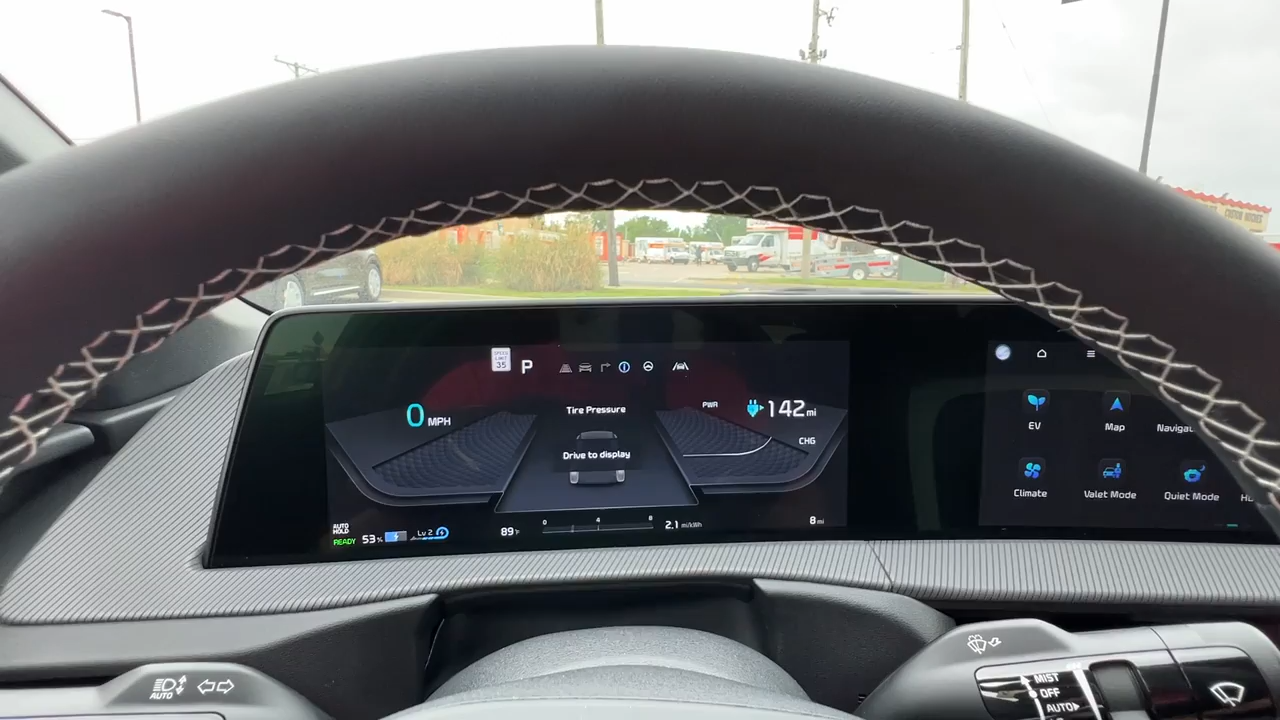 SPEED
LIMIT
35
P
0 MPH
Tire Pressure
Drive to display
PWR
142 mi
CHG
AUTO
HOLD
READY
53%
Lv 2
89°F
0 4 8
2.1 mi/kWh
8 mi
EV
Map
Climate
Valet Mode
Quiet Mode
AUTO
MIST
OFF
AUTO